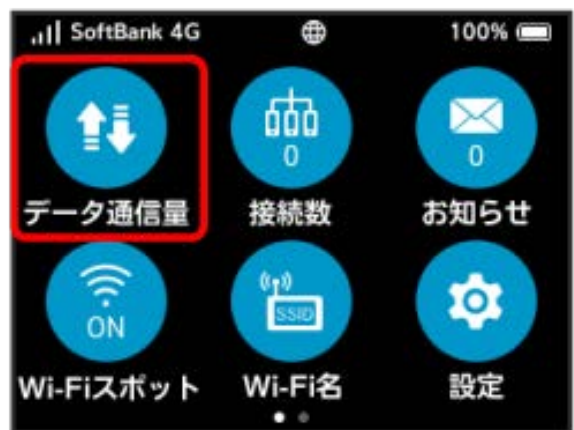 SoftBank 4G 100%
0 0
データ通信量 接続数 お知らせ
ON SSID
Wi-Fiスポット Wi-Fi名 設定